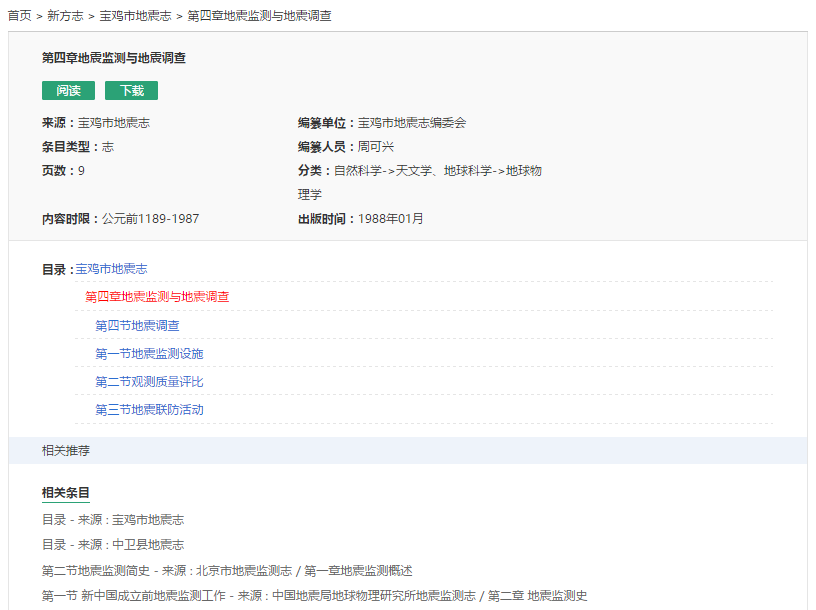 首页 > 新方志 > 宝鸡市地震志 > 第四章地震监测与地震调查
第四章地震监测与地震调查
阅读 下载
来源：宝鸡市地震志 编纂单位：宝鸡市地震志编委会
条目类型：志 编纂人员：周可兴
页数：9 分类：自然科学->天文学、地球科学->地球物
理学
内容时限：公元前1189-1987 出版时间：1988年01月
目录：宝鸡市地震志
第四章地震监测与地震调查
第四节地震调查
第一节地震监测设施
第二节观测质量评比
第三节地震联防活动
相关推荐
相关条目
目录 - 来源 : 宝鸡市地震志
目录 - 来源 : 中卫县地震志
第二节地震监测简史 - 来源 : 北京市地震监测志 / 第一章地震监测概述
第一节 新中国成立前地震监测工作 - 来源 : 中国地震局地球物理研究所地震监测志 / 第二章 地震监测史